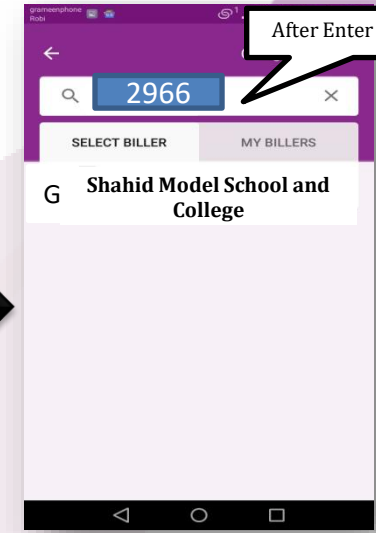 grameenphone
Robi
After Enter
2966
SELECT BILLER
MY BILLERS
G Shahid Model School and
College